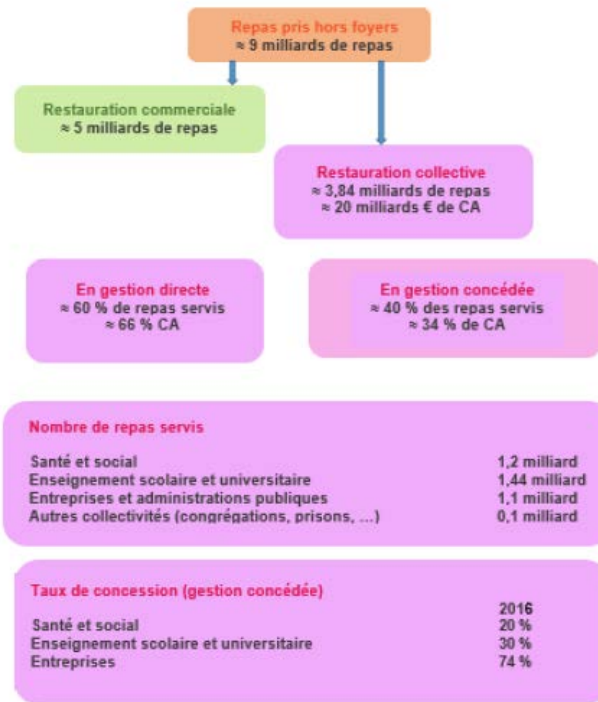 Repas pris hors foyers
≈ 9 milliards de repas
Restauration commerciale
≈ 5 milliards de repas
Restauration collective
≈ 3,84 milliards de repas
≈ 20 milliards € de CA
En gestion directe
≈ 60 % de repas servis
≈ 66 % CA
En gestion concédée
≈ 40 % des repas servis
≈ 34 % de CA
Nombre de repas servis
Santé et social 1,2 milliard
Enseignement scolaire et universitaire 1,44 milliard
Entreprises et administrations publiques 1,1 milliard
Autres collectivités (congrégations, prisons, ...) 0,1 milliard
Taux de concession (gestion concédée)
2016
Santé et social 20 %
Enseignement scolaire et universitaire 30 %
Entreprises 74 %